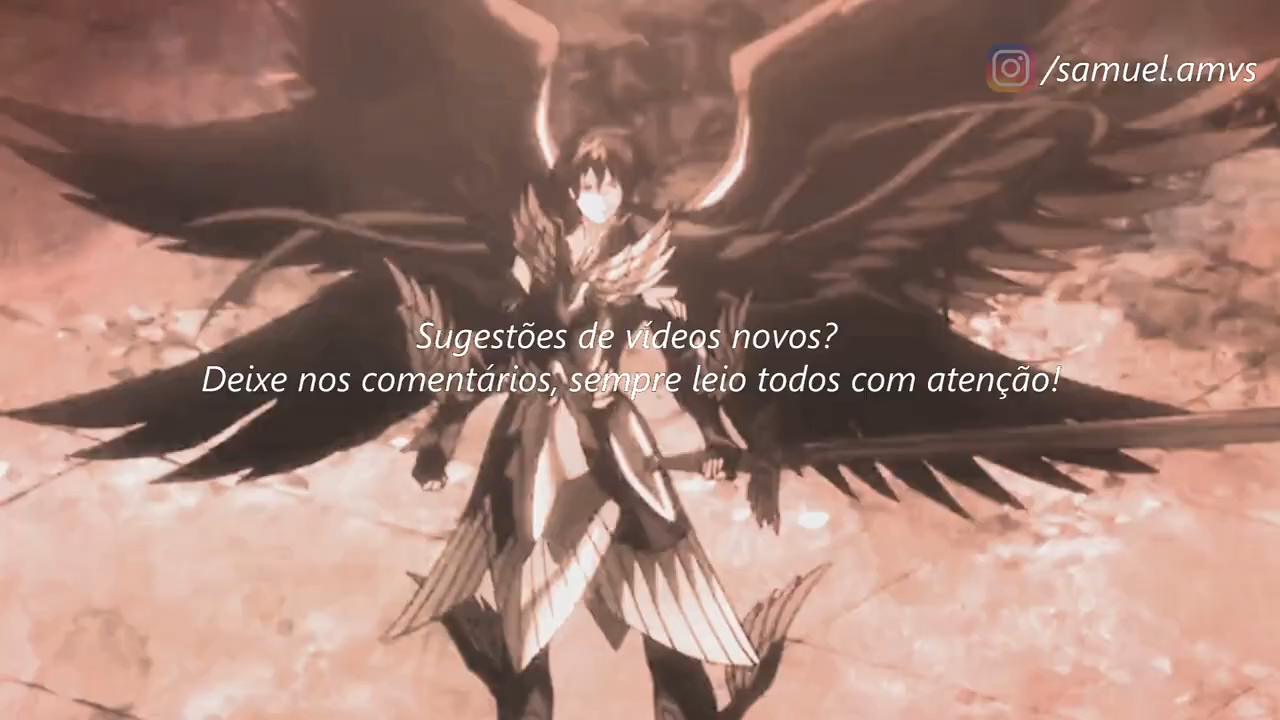 /samuel.amvs
Sugestões de vídeos novos?
Deixe nos comentários, sempre leio todos com atenção!